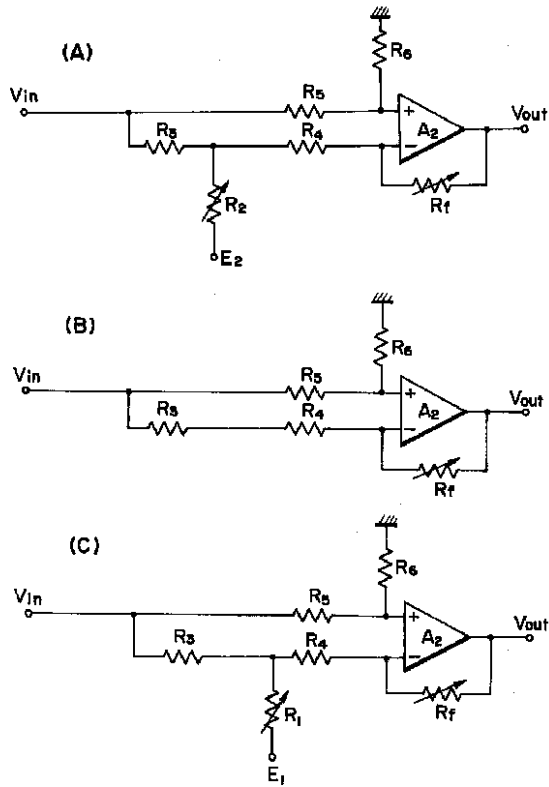 (A)
R6
Vin
R5
R3
R4
+
A2
−
Vout
Rf
R2
E2
(B)
R6
Vin
R5
R3
R4
+
A2
−
Vout
Rf
(C)
R6
Vin
R5
R3
R4
+
A2
−
Vout
Rf
R1
E1